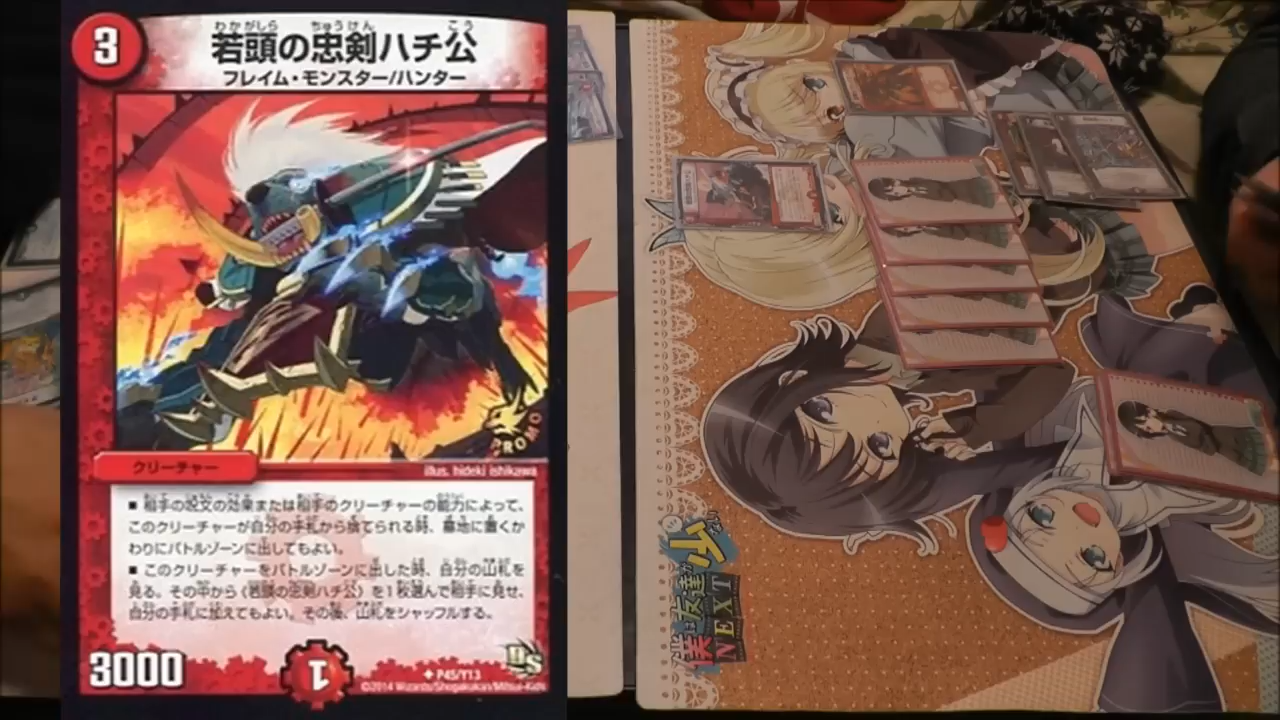 3
わかがしら ちゅうけん こう
若頭の忠剣ハチ公
フレイム・モンスター/ハンター
PROMO
クリーチャー
illus. hideki ishikawa
■ 相手の呪文の効果または相手のクリーチャーの能力によって、
このクリーチャーが自分の手札から捨てられる時、墓地に置くか
わりにバトルゾーンに出してもよい。
■ このクリーチャーをバトルゾーンに出した時、自分の山札を
見る。その中から《若頭の忠剣ハチ公》を1枚選んで相手に見せ、
自分の手札に加えてもよい。その後、山札をシャッフルする。
3000
1
P45/Y13
©2014 Wizards/Shogakukan/Mitsui-Kids
DS
僕は友達が少ない
NEXT